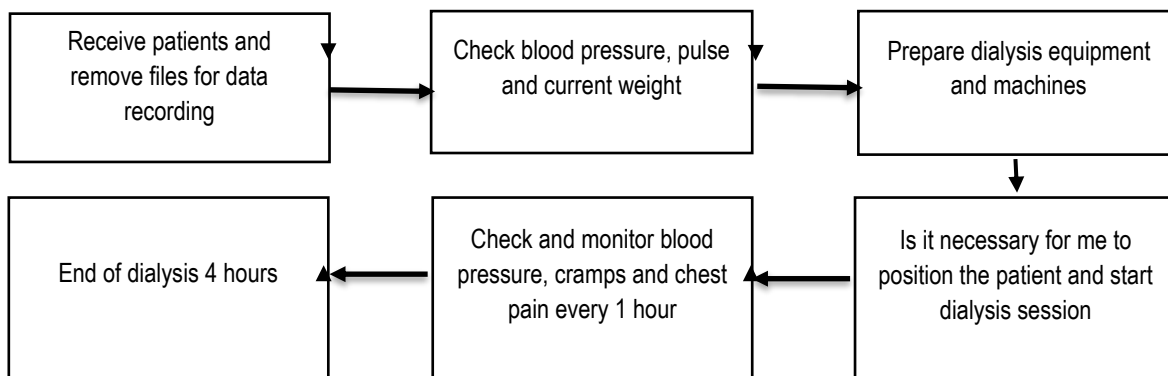 Receive patients and
remove files for data
recording
Check blood pressure, pulse
and current weight
Prepare dialysis equipment
and machines
Is it necessary for me to
position the patient and start
dialysis session
Check and monitor blood
pressure, cramps and chest
pain every 1 hour
End of dialysis 4 hours